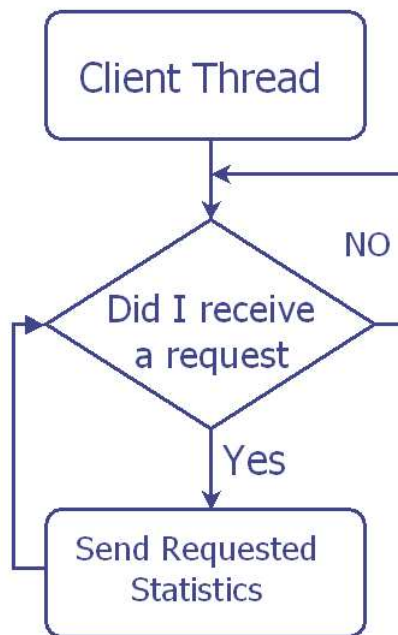 Client Thread
NO
Did I receive
a request
Yes
Send Requested
Statistics